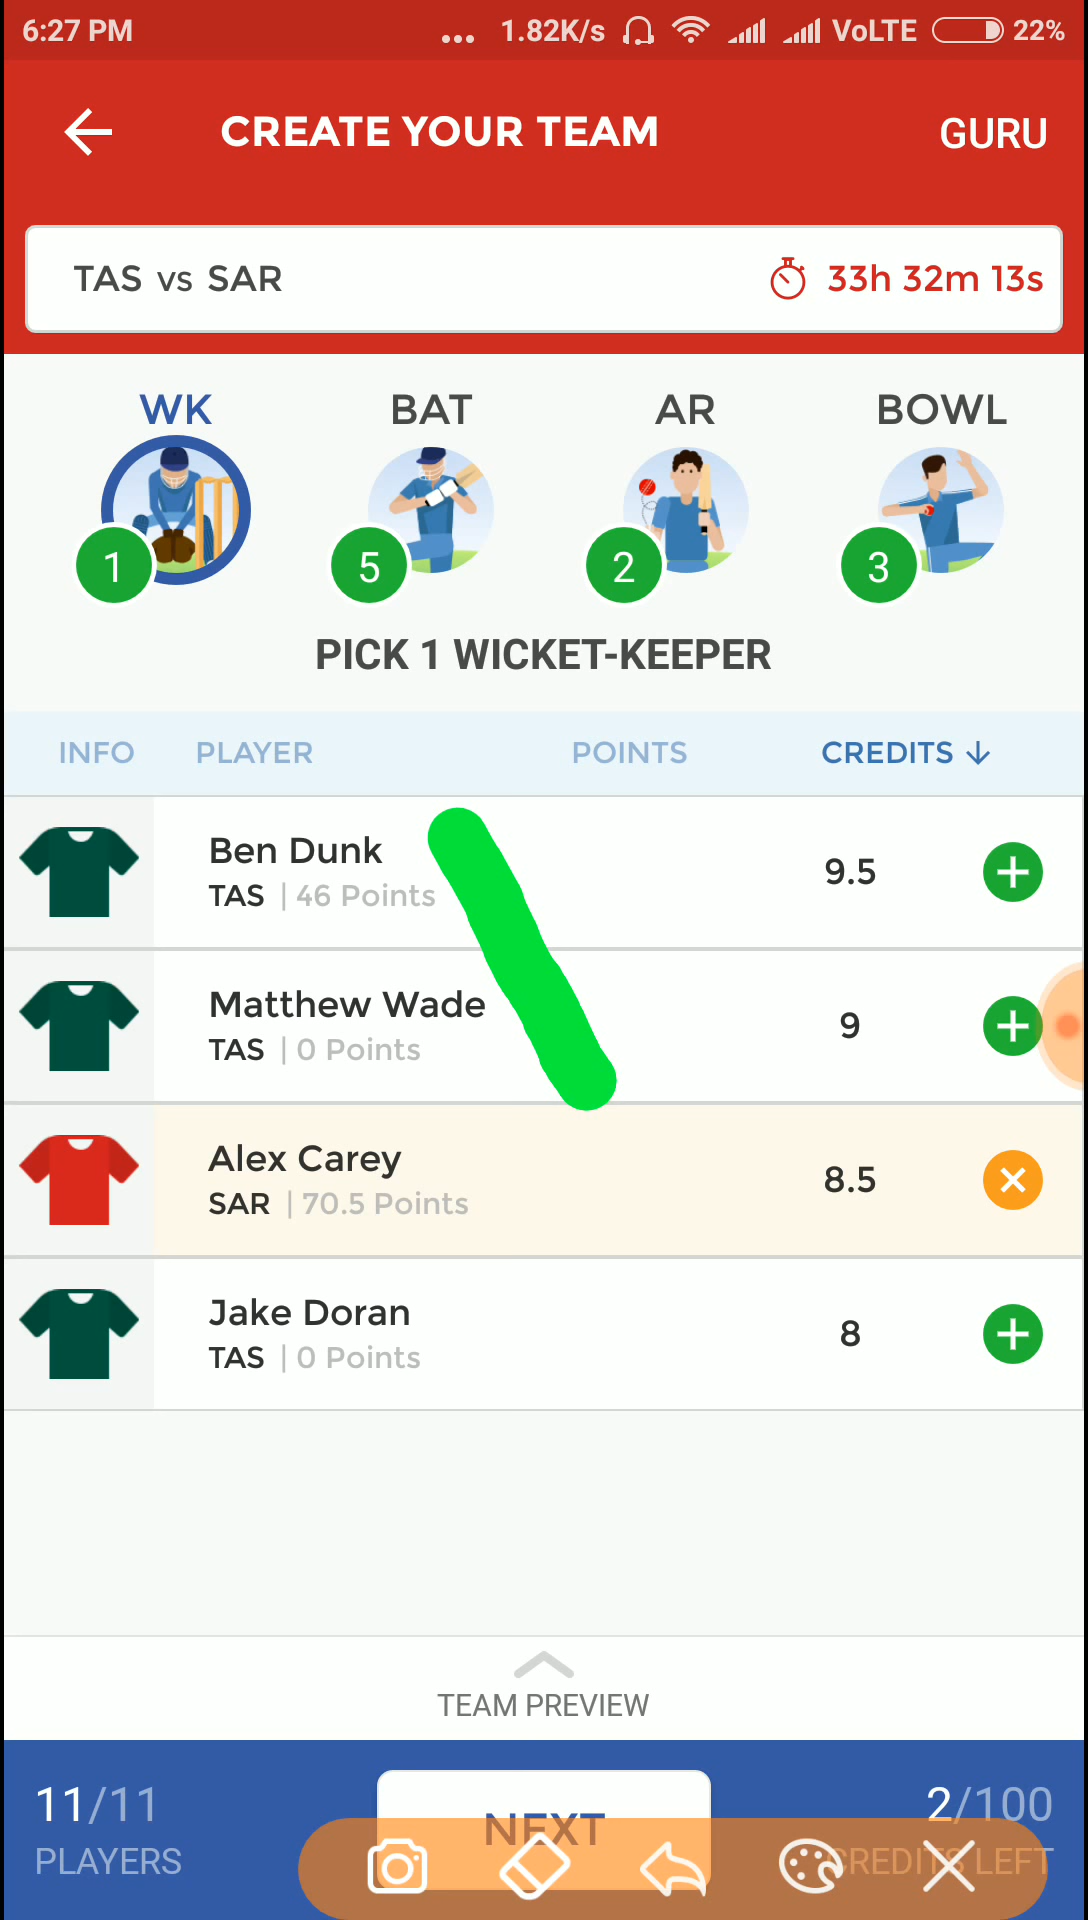 6:27 PM ... 1.82K/s VoLTE 22%
CREATE YOUR TEAM GURU
TAS vs SAR 33h 32m 13s
WK BAT AR BOWL
1 5 2 3
PICK 1 WICKET-KEEPER
INFO PLAYER POINTS CREDITS ↓
Ben Dunk
TAS | 46 Points 9.5
Matthew Wade
TAS | 0 Points 9
Alex Carey
SAR | 70.5 Points 8.5
Jake Doran
TAS | 0 Points 8
TEAM PREVIEW
11/11 NEXT 2/100
PLAYERS CREDITS LEFT